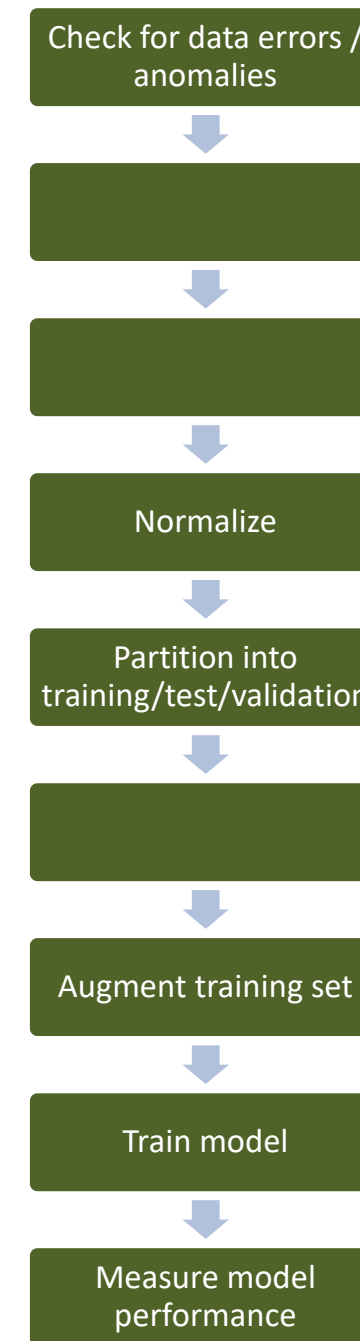 Check for data errors /
anomalies
Normalize
Partition into
training/test/validation
Augment training set
Train model
Measure model
performance